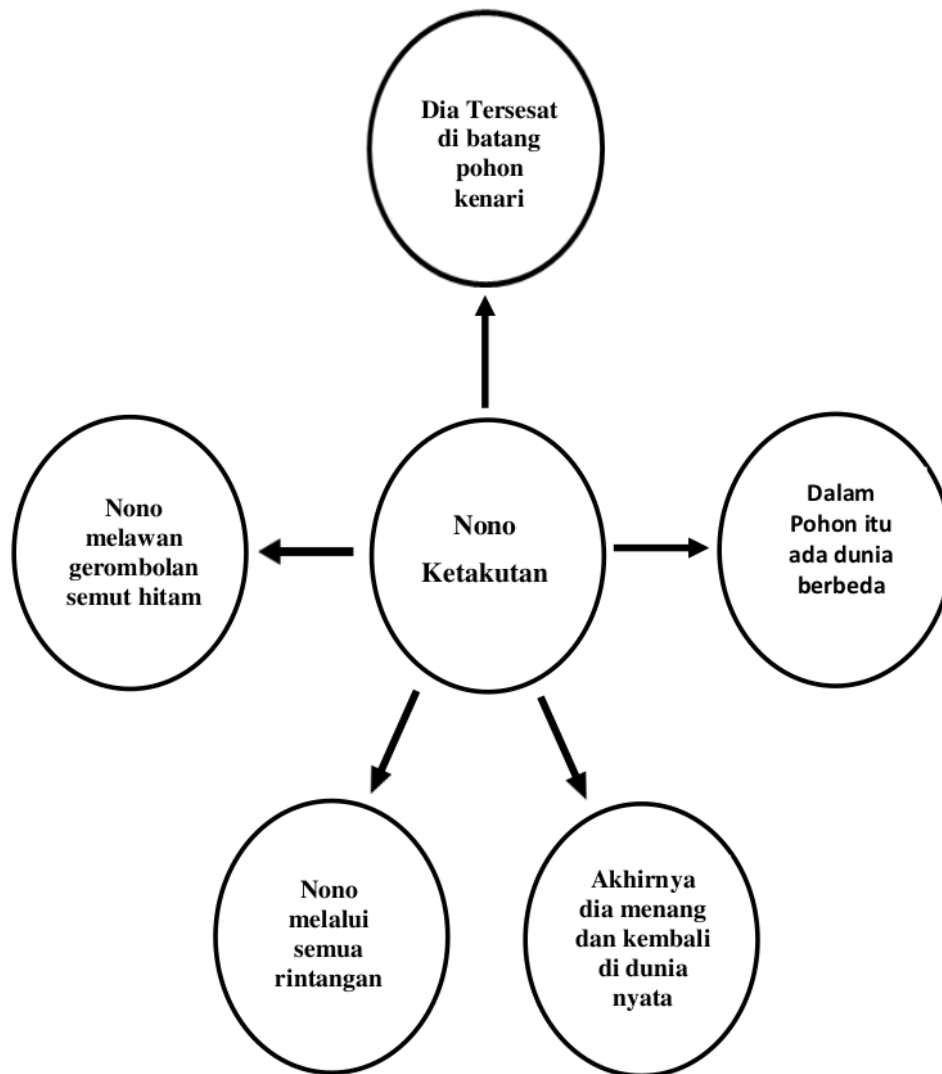 Dia Tersesat
di batang
pohon
kenari
Nono
melawan
gerombolan
semut hitam
Nono
Ketakutan
Dalam
Pohon itu
ada dunia
berbeda
Nono
melalui
semua
rintangan
Akhirnya
dia menang
dan kembali
di dunia
nyata